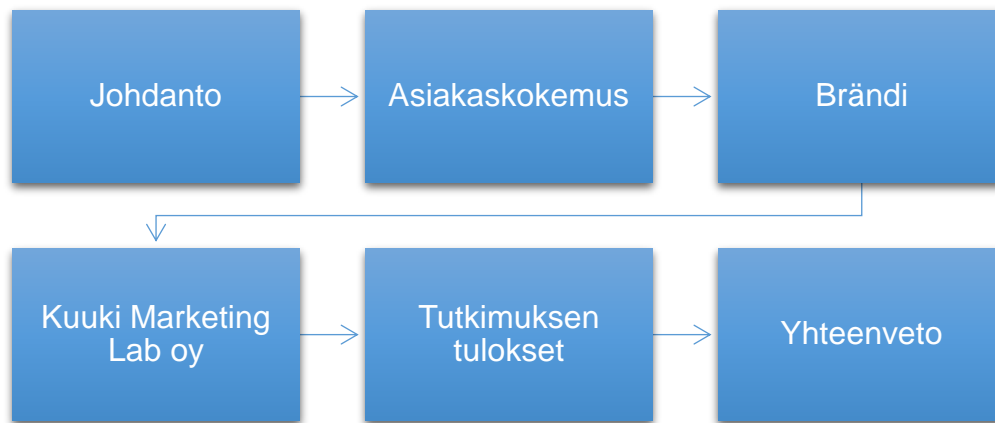 Johdanto
Asiakaskokemus
Brändi
Kuuki Marketing
Lab oy
Tutkimuksen
tulokset
Yhteenveto